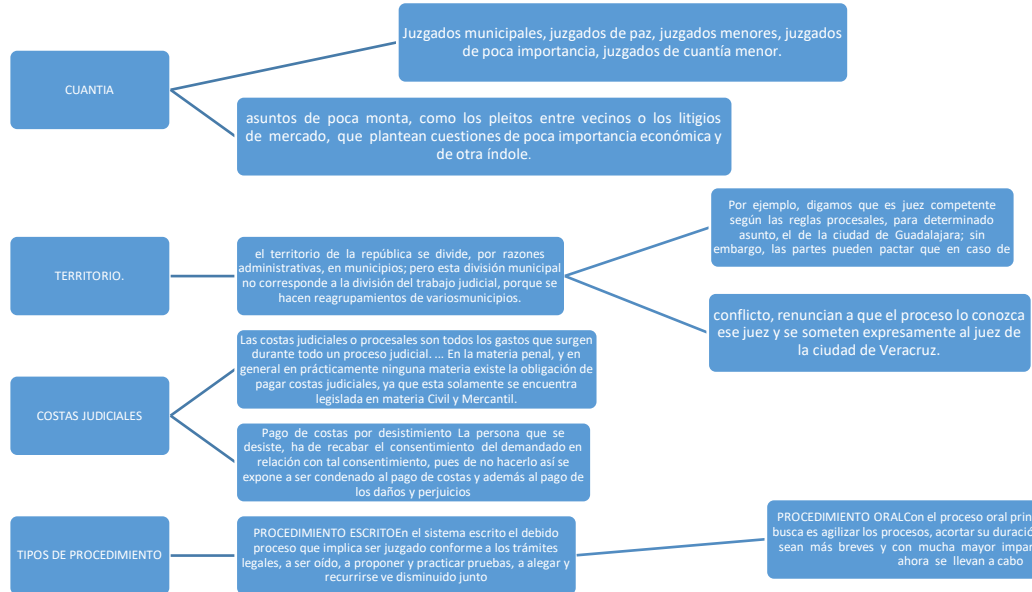 CUANTIA
Juzgados municipales, juzgados de paz, juzgados menores, juzgados
de poca importancia, juzgados de cuantía menor.
asuntos de poca monta, como los pleitos entre vecinos o los litigios
de mercado, que plantean cuestiones de poca importancia económica y
de otra índole.
TERRITORIO.
el territorio de la república se divide, por razones
administrativas, en municipios; pero esta división municipal
no corresponde a la división del trabajo judicial, porque se
hacen reagrupamientos de variosmunicipios.
Por ejemplo, digamos que es juez competente
según las reglas procesales, para determinado
asunto, el de la ciudad de Guadalajara; sin
embargo, las partes pueden pactar que en caso de
conflicto, renuncian a que el proceso lo conozca
ese juez y se someten expresamente al juez de
la ciudad de Veracruz.
COSTAS JUDICIALES
Las costas judiciales o procesales son todos los gastos que surgen
durante todo un proceso judicial. ... En la materia penal, y en
general en prácticamente ninguna materia existe la obligación de
pagar costas judiciales, ya que esta solamente se encuentra
legislada en materia Civil y Mercantil.
Pago de costas por desistimiento La persona que se
desiste, ha de recabar el consentimiento del demandado en
relación con tal consentimiento, pues de no hacerlo así se
expone a ser condenado al pago de costas y además al pago de
los daños y perjuicios
TIPOS DE PROCEDIMIENTO
PROCEDIMIENTO ESCRITOEn el sistema escrito el debido
proceso que implica ser juzgado conforme a los trámites
legales, a ser oído, a proponer y practicar pruebas, a alegar y
recurrirse ve disminuido junto
PROCEDIMIENTO ORALCon el proceso oral
busca es agilizar los procesos, acortar su
sean más breves y con mucha mayor
ahora se llevan a cabo